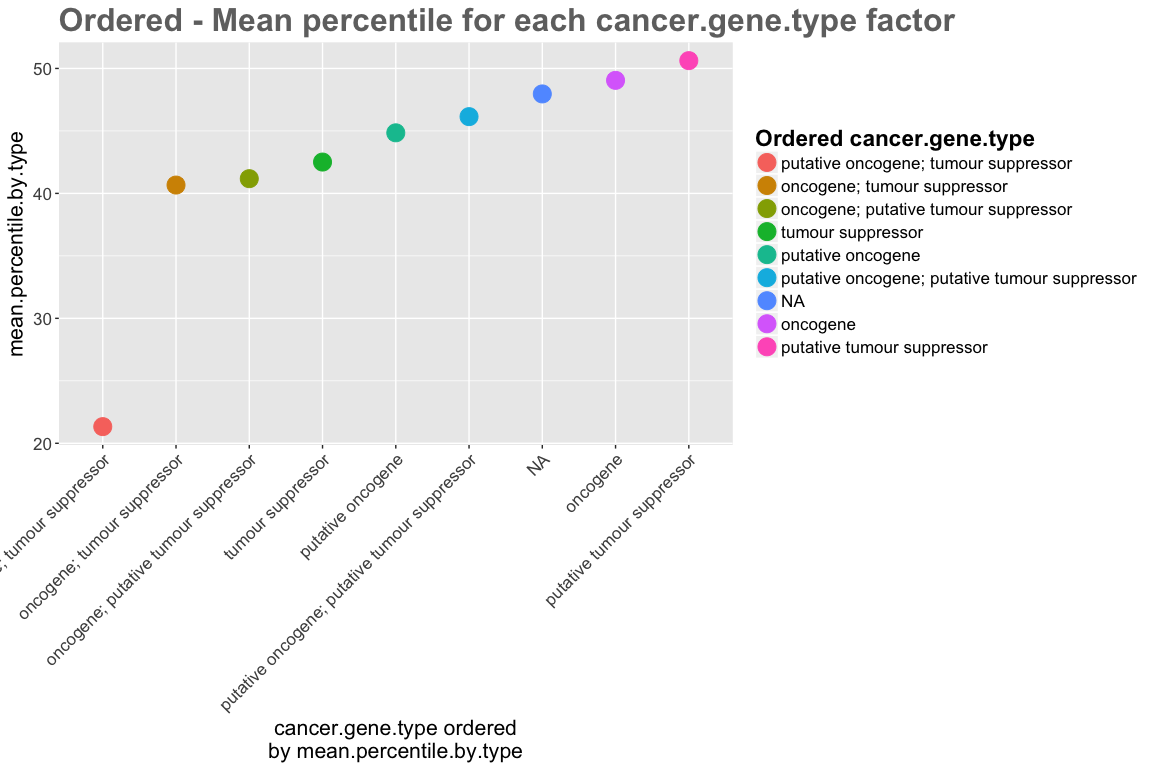 Ordered - Mean percentile for each cancer.gene.type factor
mean.percentile.by.type
50
40
30
20
; tumour suppressor
oncogene; tumour suppressor
oncogene; putative tumour suppressor
tumour suppressor
putative oncogene
putative oncogene; putative tumour suppressor
NA
oncogene
putative tumour suppressor
cancer.gene.type ordered
by mean.percentile.by.type
Ordered cancer.gene.type
putative oncogene; tumour suppressor
oncogene; tumour suppressor
oncogene; putative tumour suppressor
tumour suppressor
putative oncogene
putative oncogene; putative tumour suppressor
NA
oncogene
putative tumour suppressor